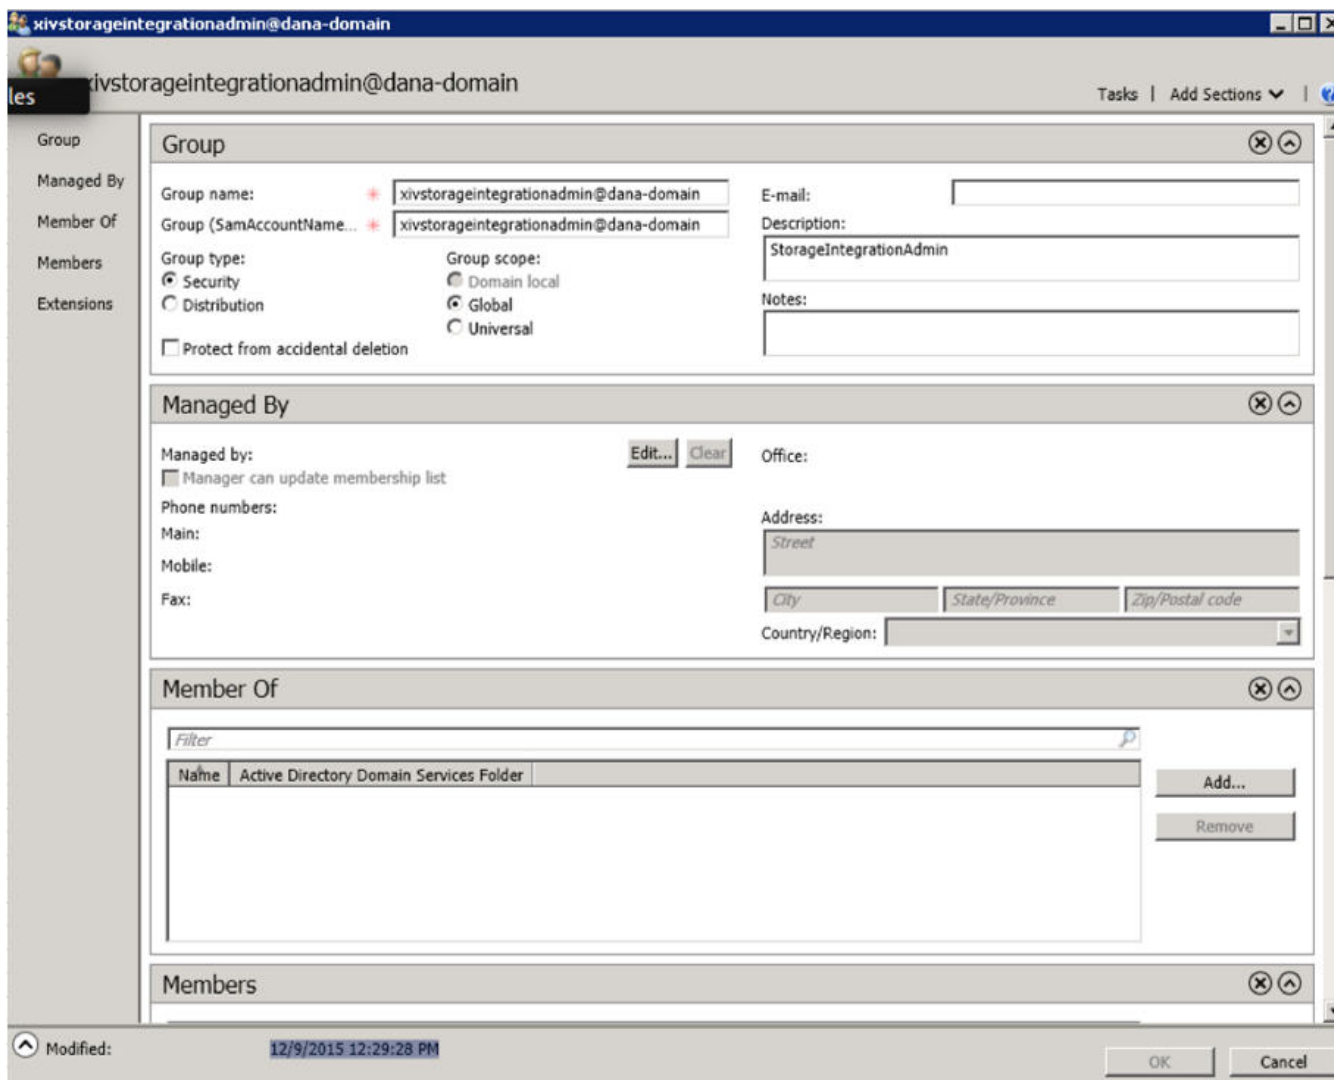 xivstorageintegrationadmin@dana-domain
xivstorageintegrationadmin@dana-domain
les
Tasks | Add Sections |
Group
Managed By
Member Of
Members
Extensions
Group
Group name: * xivstorageintegrationadmin@dana-domain
Group (SamAccountName... * xivstorageintegrationadmin@dana-domain
Group type:
Security
Distribution
Group scope:
Domain local
Global
Universal
Protect from accidental deletion
E-mail:
Description:
StorageIntegrationAdmin
Notes:
Managed By
Managed by:
Edit... Clear
Manager can update membership list
Phone numbers:
Main:
Mobile:
Fax:
Office:
Address:
Street
City State/Province Zip/Postal code
Country/Region:
Member Of
Filter
Name Active Directory Domain Services Folder
Add...
Remove
Members
Modified: 12/9/2015 12:29:28 PM
OK Cancel